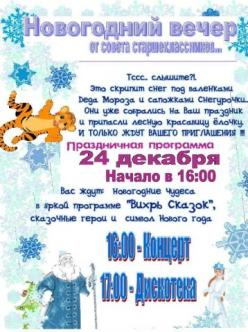 Новогодний вечер
от совета старшеклассников...
Тссс, слышите?!
Это скрипит снег под валенками
Деда Мороза и сапожками Снегурочки.
Они уже собрались на Ваш праздник
и припасли лесную красавицу ёлочку.
И ТОЛЬКО ЖДУТ ВАШЕГО ПРИГЛАШЕНИЯ !!!
Праздничная программа
24 декабря
Начало в 16:00
Вас ждут: Новогодние чудеса
в яркой программе "Вихрь Сказок",
сказочные герои и символ Нового года
16:00 - Концерт
17:00 - Дискотека